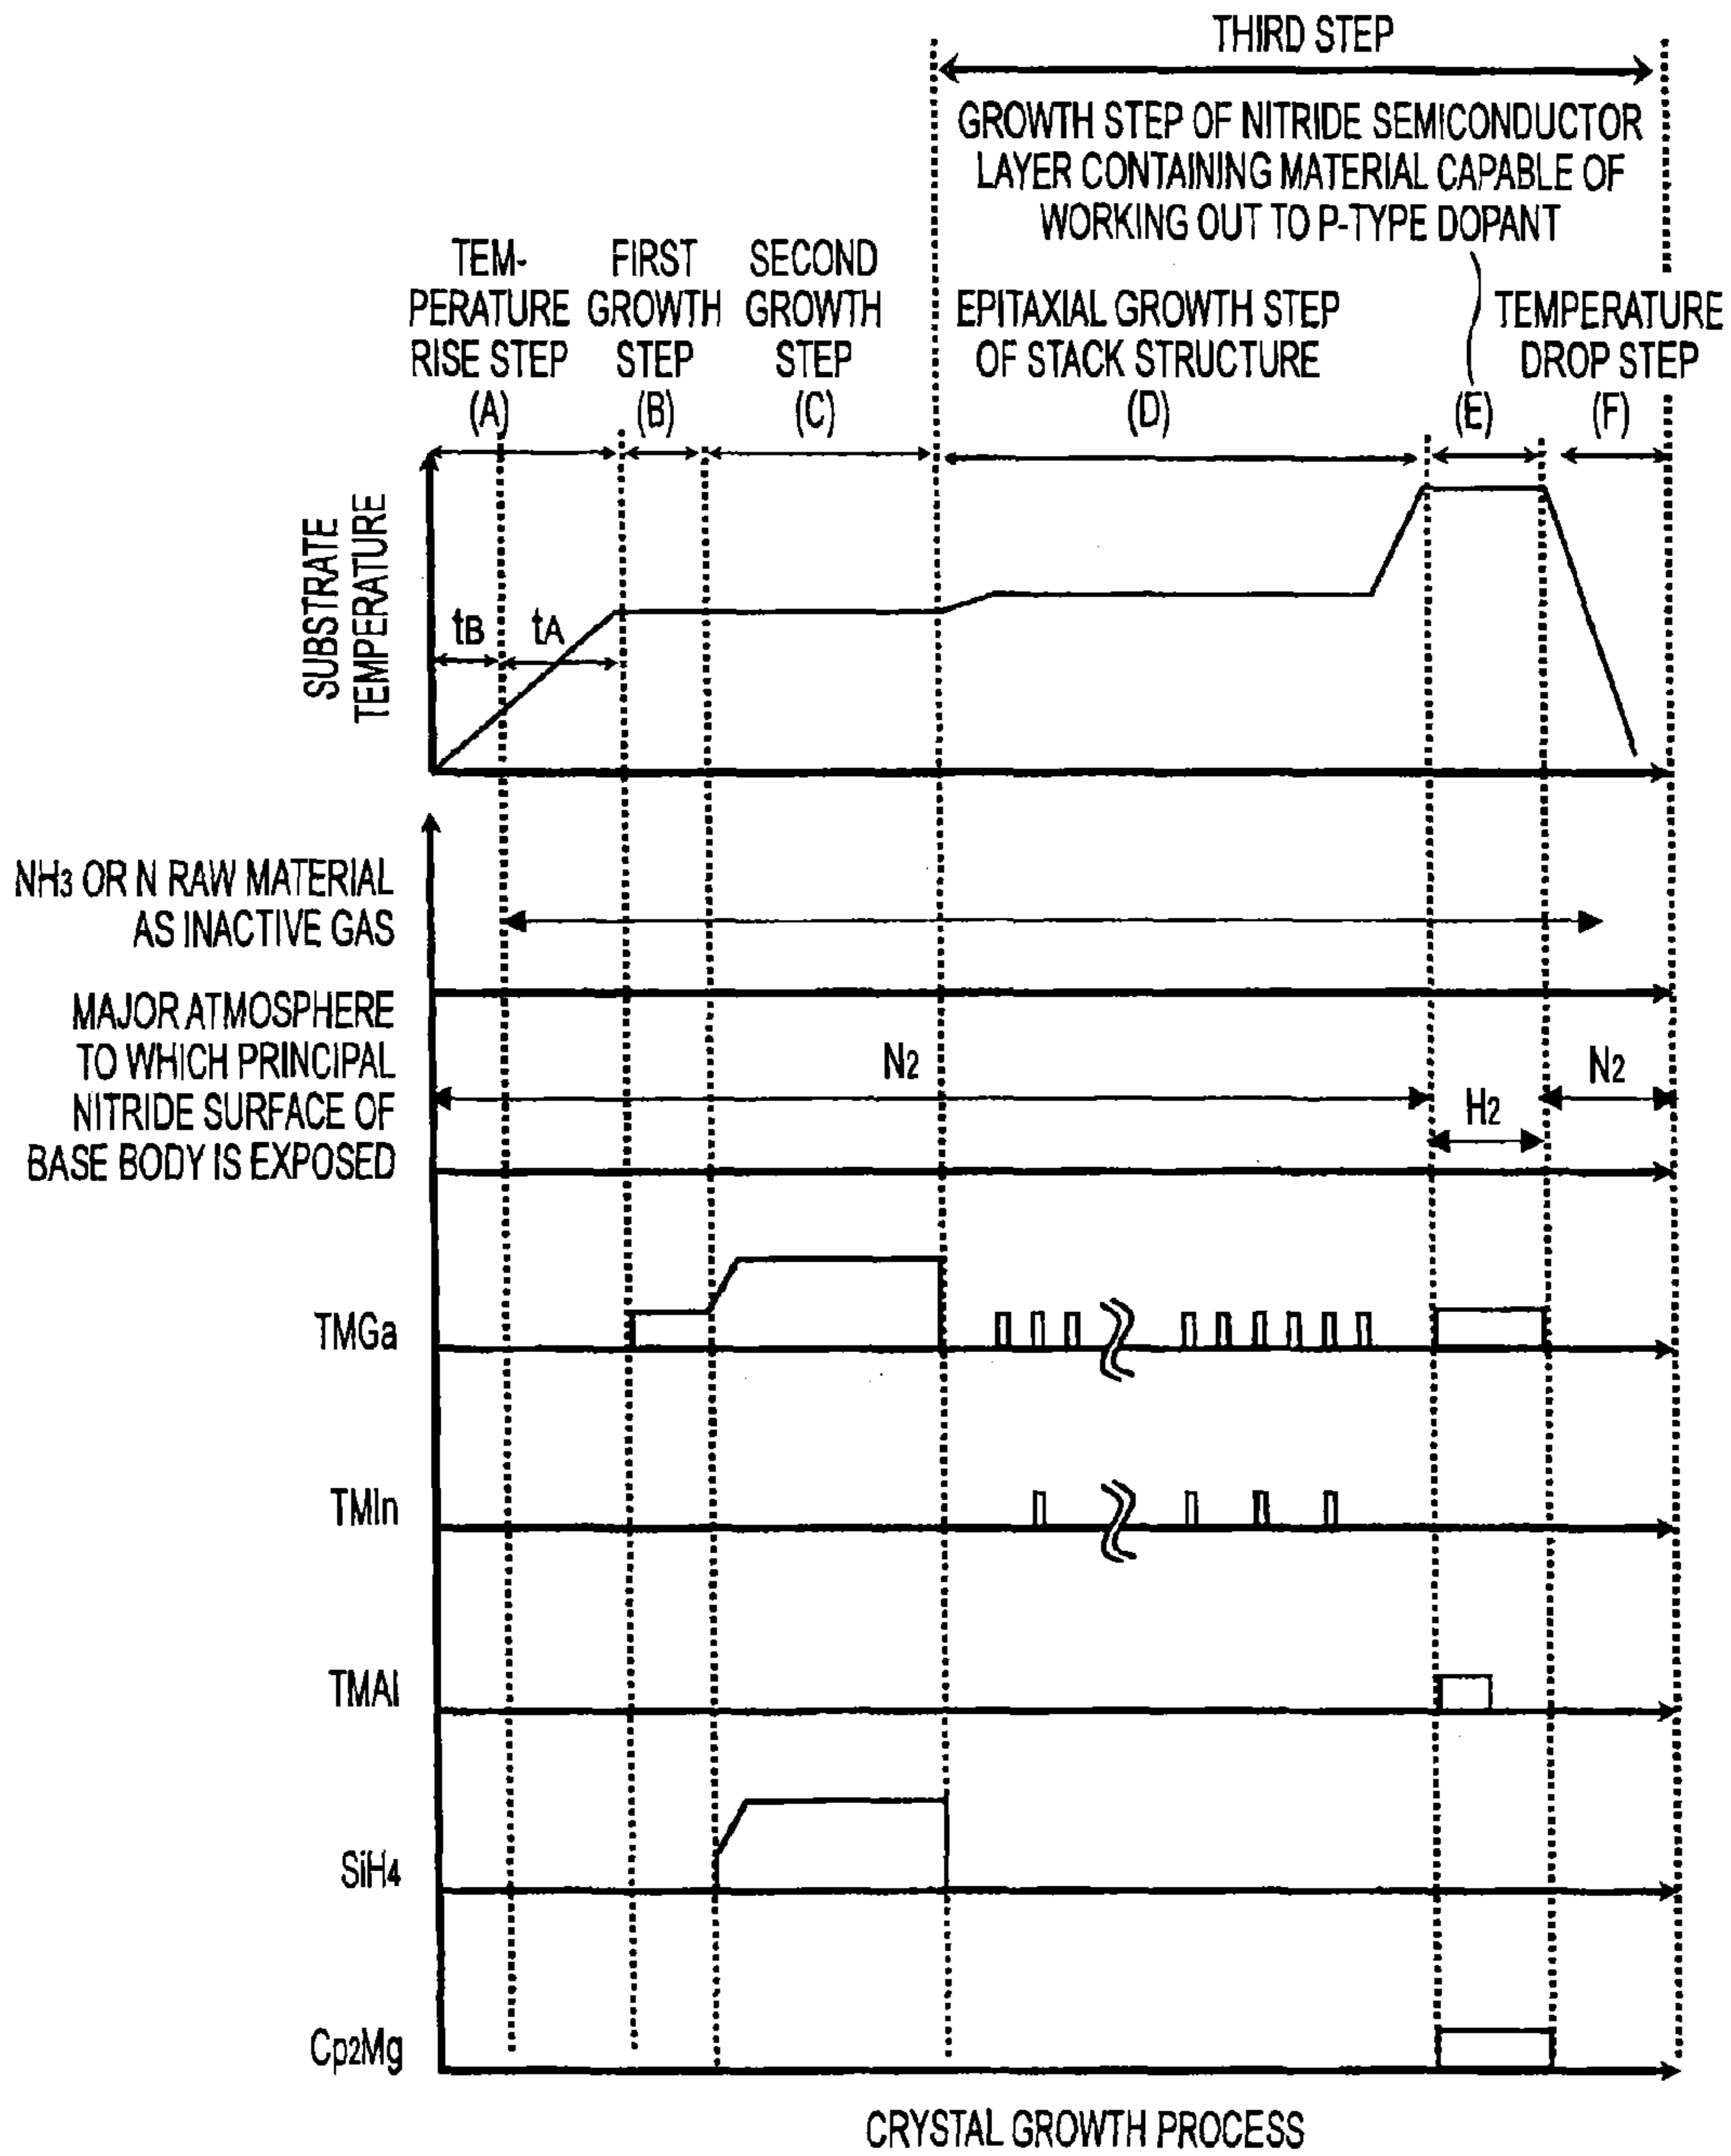 THIRD STEP
GROWTH STEP OF NITRIDE SEMICONDUCTOR
LAYER CONTAINING MATERIAL CAPABLE OF
WORKING OUT TO P-TYPE DOPANT
TEM-
PERATURE
RISE STEP
(A)
FIRST
GROWTH
STEP
(B)
SECOND
GROWTH
STEP
(C)
EPITAXIAL GROWTH STEP
OF STACK STRUCTURE
(D)
(E)
TEMPERATURE
DROP STEP
(F)
SUBSTRATE
TEMPERATURE
tB
tA
NH3 OR N RAW MATERIAL
AS INACTIVE GAS
MAJOR ATMOSPHERE
TO WHICH PRINCIPAL
NITRIDE SURFACE OF
BASE BODY IS EXPOSED
N2
H2
N2
TMGa
TMIn
TMAl
SiH4
Cp2Mg
CRYSTAL GROWTH PROCESS